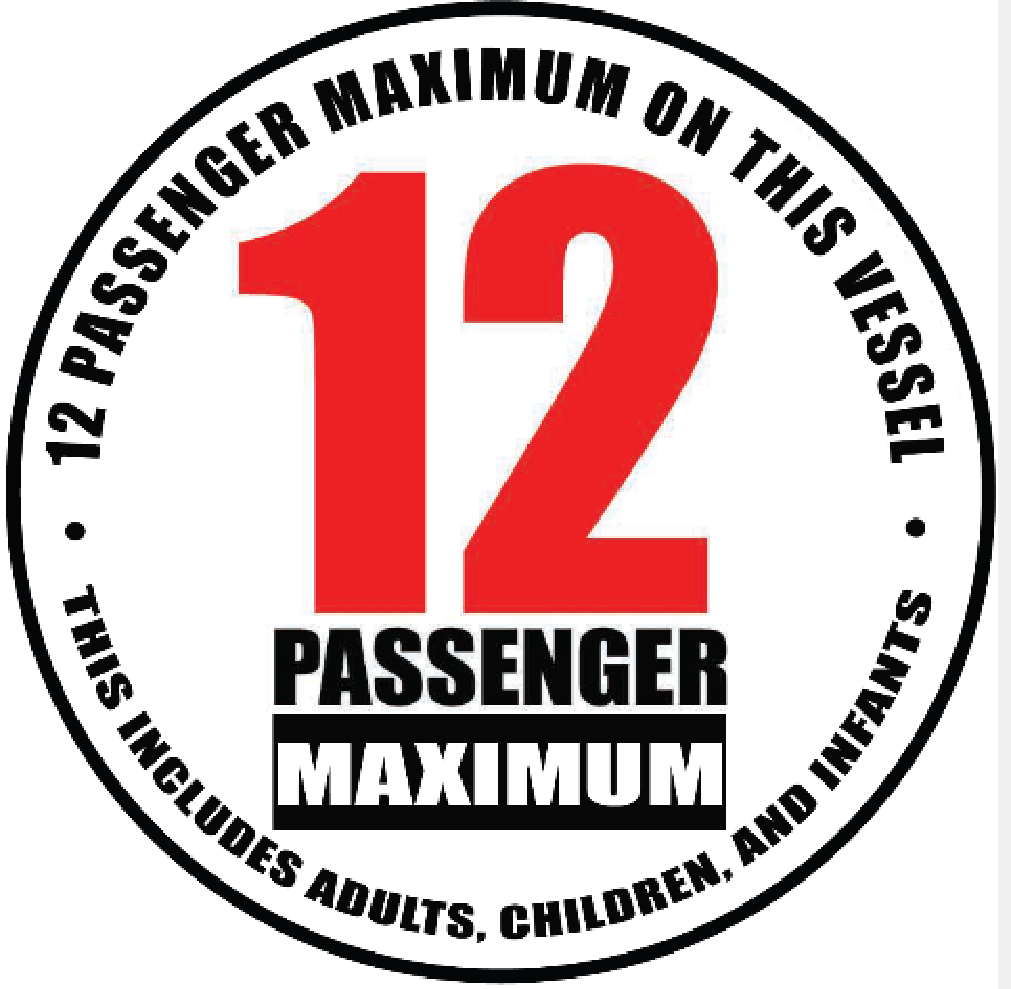 12 PASSENGER MAXIMUM ON THIS VESSEL
12
PASSENGER
MAXIMUM
THIS INCLUDES ADULTS, CHILDREN, AND INFANTS